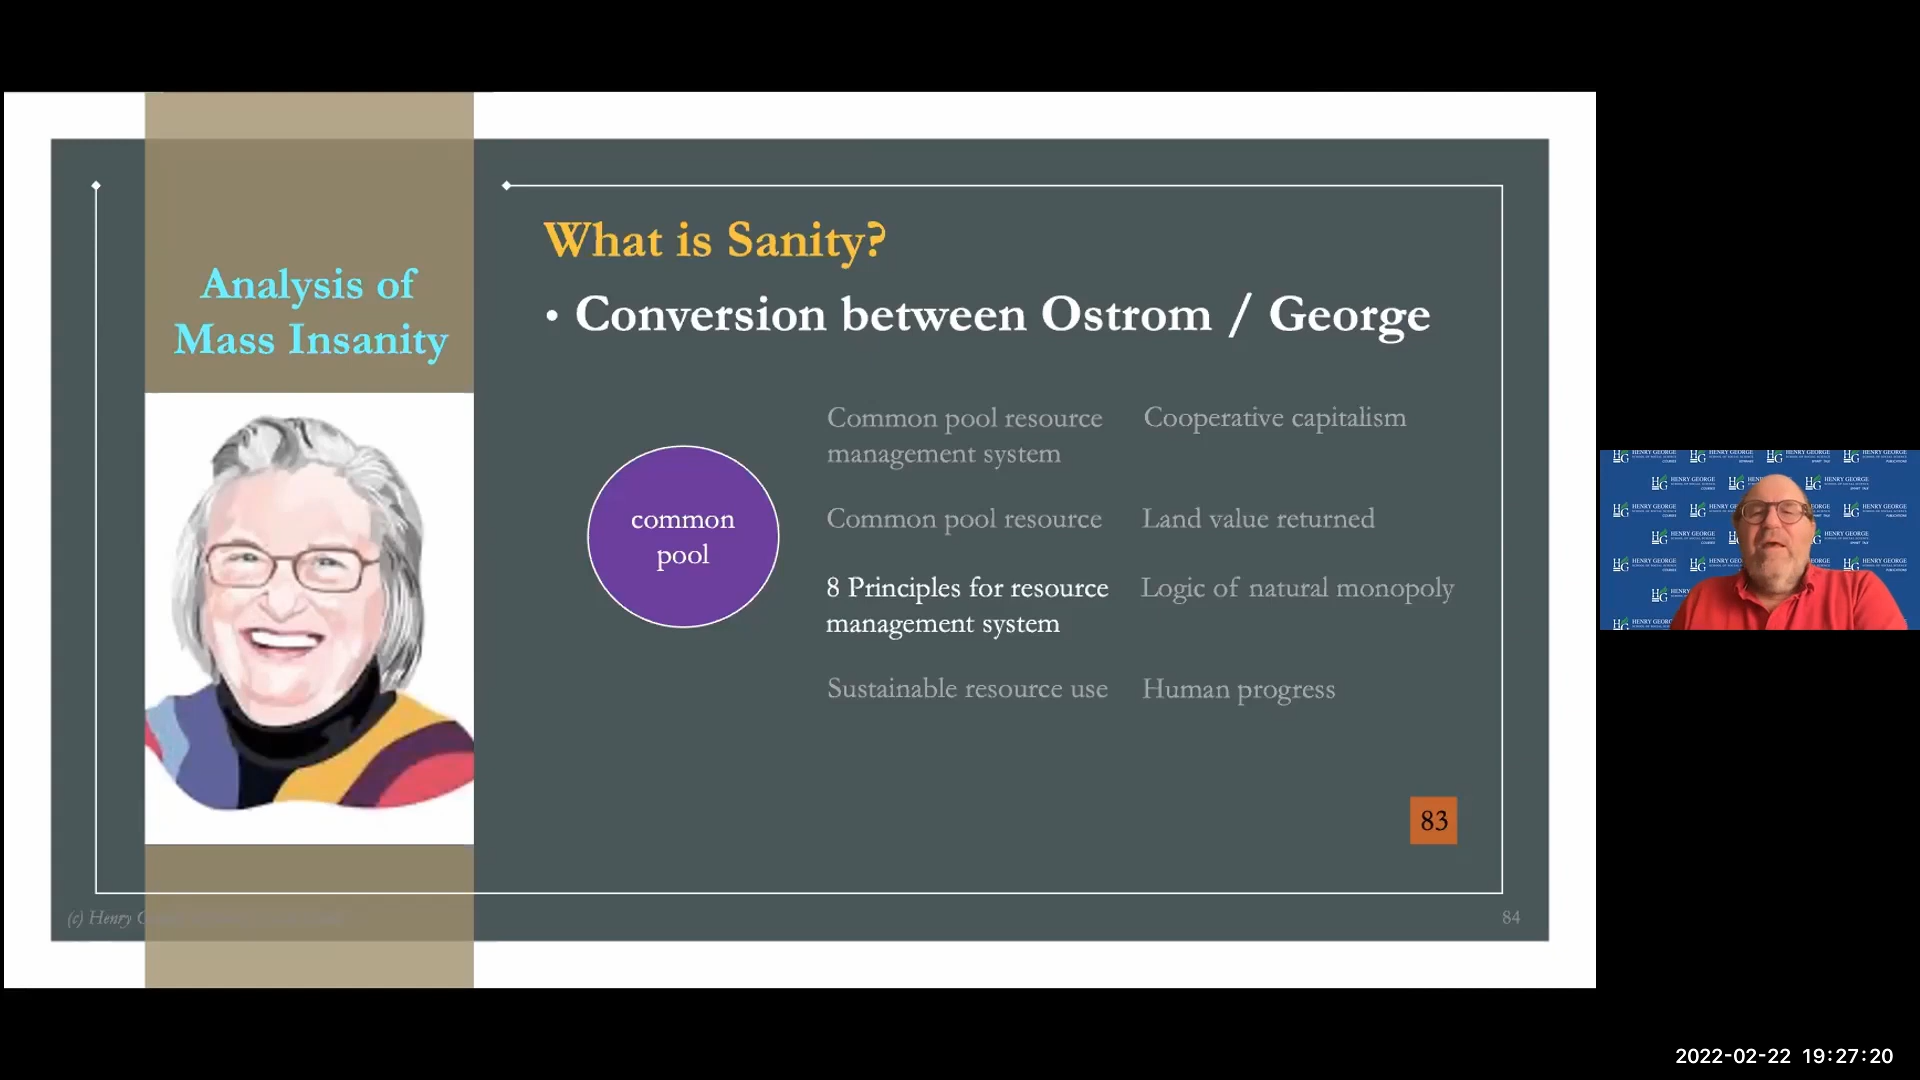 Analysis of
Mass Insanity
What is Sanity?
• Conversion between Ostrom / George
common
pool
Common pool resource
management system
Cooperative capitalism
Common pool resource
Land value returned
8 Principles for resource
management system
Logic of natural monopoly
Sustainable resource use
Human progress
83
(c) Henry
84
HENRY GEORGE
2022-02-22 19:27:20